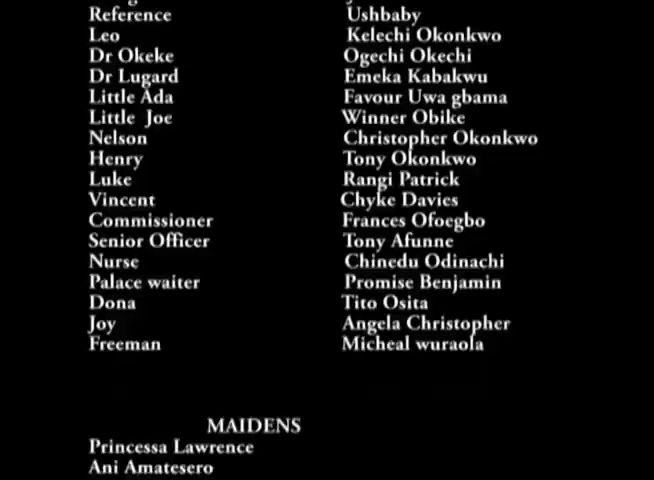 Reference Ushbaby
Leo Kelechi Okonkwo
Dr Okeke Ogechi Okechi
Dr Lugard Emeka Kabakwu
Little Ada Favour Uwa gbama
Little Joe Winner Obike
Nelson Christopher Okonkwo
Henry Tony Okonkwo
Luke Rangi Patrick
Vincent Chyke Davies
Commissioner Frances Ofoegbo
Senior Officer Tony Afunne
Nurse Chinedu Odinachi
Palace waiter Promise Benjamin
Dona Tito Osita
Joy Angela Christopher
Freeman Micheal wuraola
MAIDENS
Princessa Lawrence
Ani Amatesero